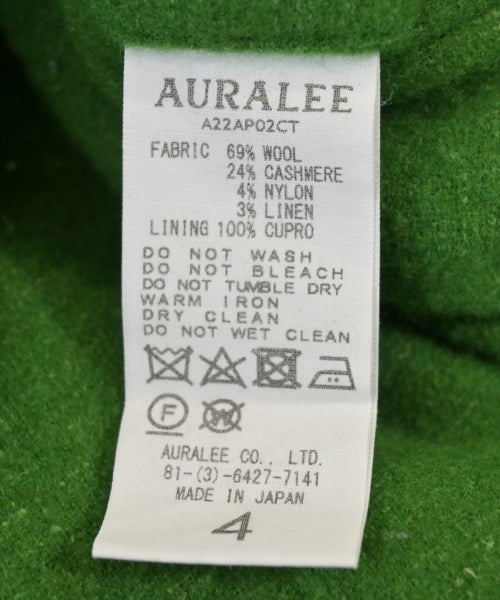 AURALEE
A22AP02CT
FABRIC 69% WOOL
24% CASHMERE
4% NYLON
3% LINEN
LINING 100% CUPRO
DO NOT WASH
DO NOT BLEACH
DO NOT TUMBLE DRY
WARM IRON
DRY CLEAN
DO NOT WET CLEAN
F W
AURALEE CO., LTD.
81-(3)-6427-7141
MADE IN JAPAN
4